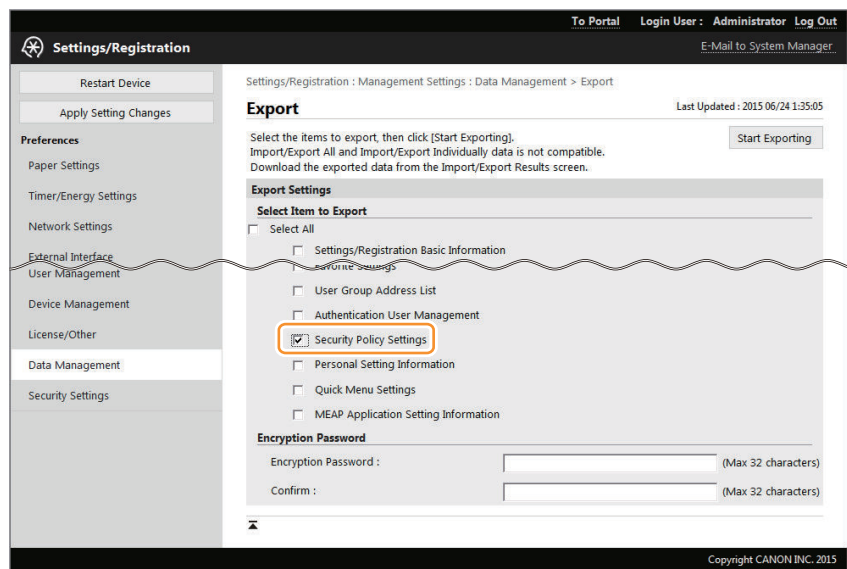 To Portal Login User : Administrator Log Out
Settings/Registration
E-Mail to System Manager
Restart Device
Apply Setting Changes
Preferences
Paper Settings
Timer/Energy Settings
Network Settings
External Interface
User Management
Device Management
License/Other
Data Management
Security Settings
Settings/Registration : Management Settings : Data Management > Export
Export
Last Updated : 2015 06/24 1:35:05
Select the items to export, then click [Start Exporting].
Import/Export All and Import/Export Individually data is not compatible.
Download the exported data from the Import/Export Results screen.
Start Exporting
Export Settings
Select Item to Export
Select All
Settings/Registration Basic Information
Favorite Settings
User Group Address List
Authentication User Management
Security Policy Settings
Personal Setting Information
Quick Menu Settings
MEAP Application Setting Information
Encryption Password
Encryption Password : (Max 32 characters)
Confirm : (Max 32 characters)
Copyright CANON INC. 2015